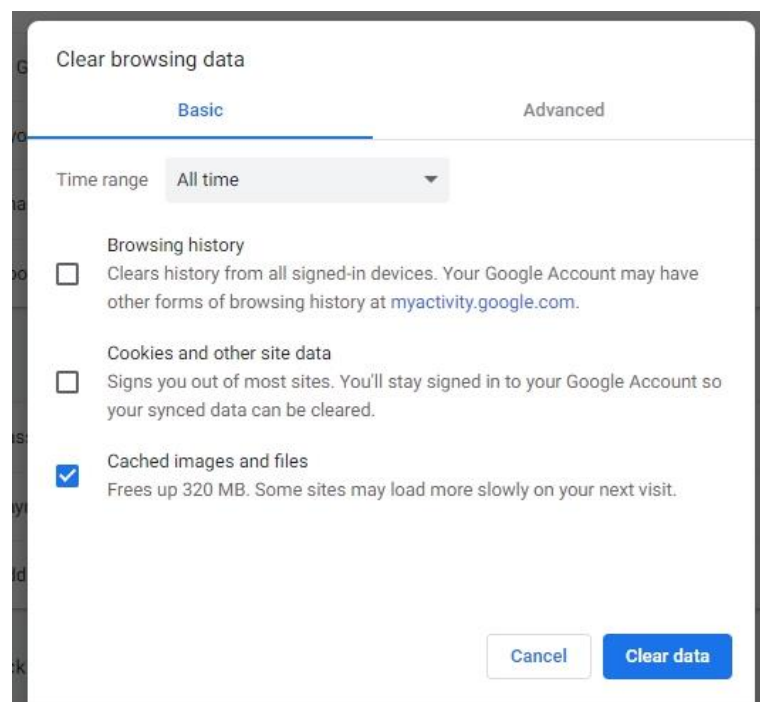 Clear browsing data
Basic
Advanced
Time range
All time
Browsing history
Clears history from all signed-in devices. Your Google Account may have
other forms of browsing history at myactivity.google.com.
Cookies and other site data
Signs you out of most sites. You'll stay signed in to your Google Account so
your synced data can be cleared.
Cached images and files
Frees up 320 MB. Some sites may load more slowly on your next visit.
Cancel
Clear data